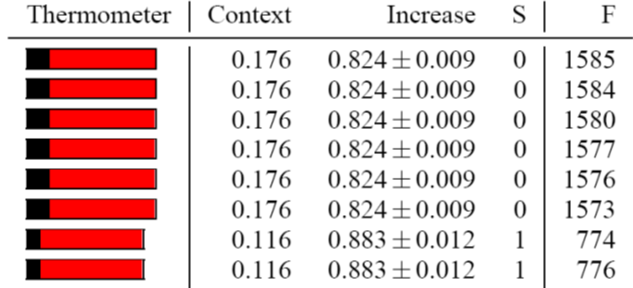 Thermometer Context Increase S F
0.176 0.824 ± 0.009 0 1585
0.176 0.824 ± 0.009 0 1584
0.176 0.824 ± 0.009 0 1580
0.176 0.824 ± 0.009 0 1577
0.176 0.824 ± 0.009 0 1576
0.176 0.824 ± 0.009 0 1573
0.116 0.883 ± 0.012 1 774
0.116 0.883 ± 0.012 1 776